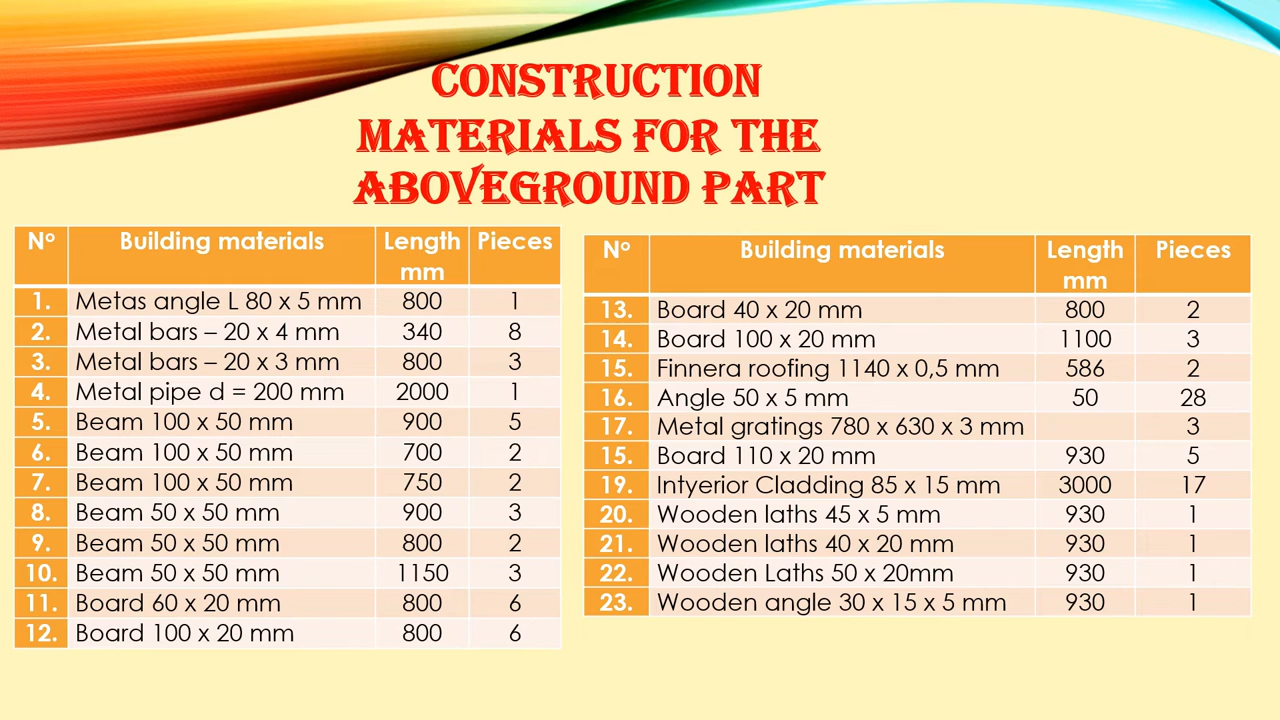 CONSTRUCTION
MATERIALS FOR THE
ABOVEGROUND PART
Nº Building materials Length mm Pieces
1. Metas angle L 80 x 5 mm 800 1
2. Metal bars – 20 x 4 mm 340 8
3. Metal bars – 20 x 3 mm 800 3
4. Metal pipe d = 200 mm 2000 1
5. Beam 100 x 50 mm 900 5
6. Beam 100 x 50 mm 700 2
7. Beam 100 x 50 mm 750 2
8. Beam 50 x 50 mm 900 3
9. Beam 50 x 50 mm 800 2
10. Beam 50 x 50 mm 1150 3
11. Board 60 x 20 mm 800 6
12. Board 100 x 20 mm 800 6
Nº Building materials Length mm Pieces
13. Board 40 x 20 mm 800 2
14. Board 100 x 20 mm 1100 3
15. Finnera roofing 1140 x 0,5 mm 586 2
16. Angle 50 x 5 mm 50 28
17. Metal gratings 780 x 630 x 3 mm 3
15. Board 110 x 20 mm 930 5
19. Intyerior Cladding 85 x 15 mm 3000 17
20. Wooden laths 45 x 5 mm 930 1
21. Wooden laths 40 x 20 mm 930 1
22. Wooden Laths 50 x 20mm 930 1
23. Wooden angle 30 x 15 x 5 mm 930 1